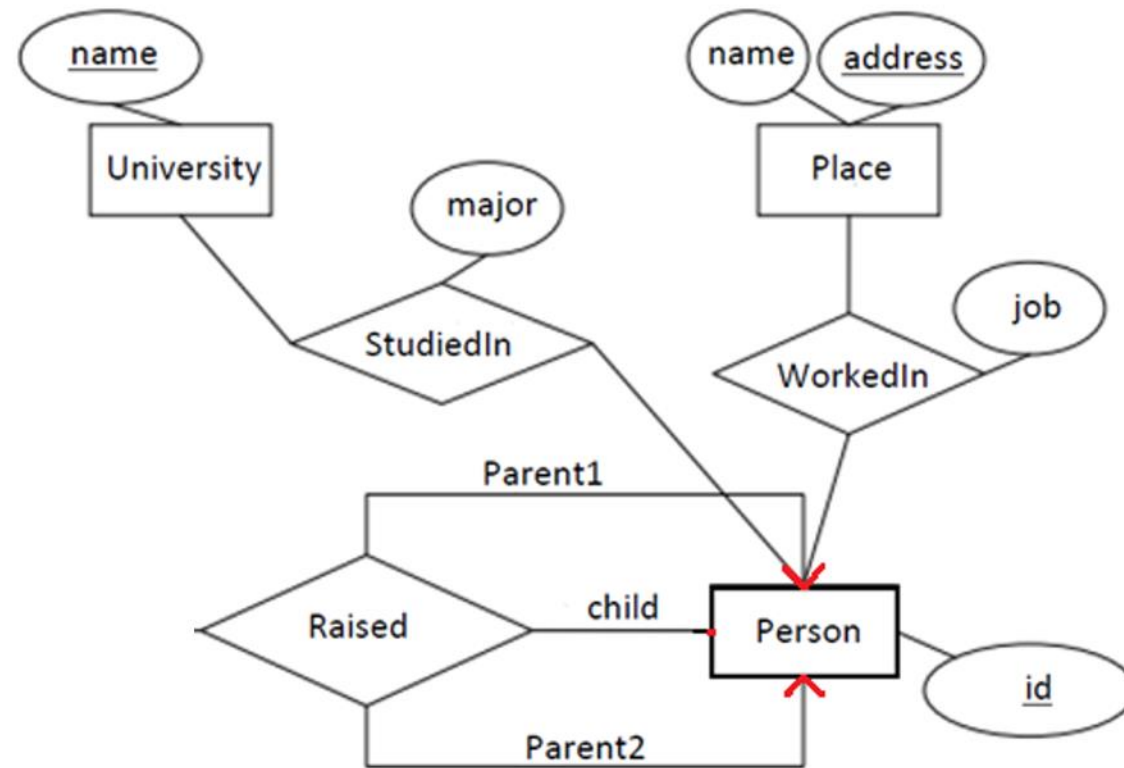 name
name
address
University
Place
major
job
StudiedIn
WorkedIn
Parent1
child
Raised
Person
id
Parent2